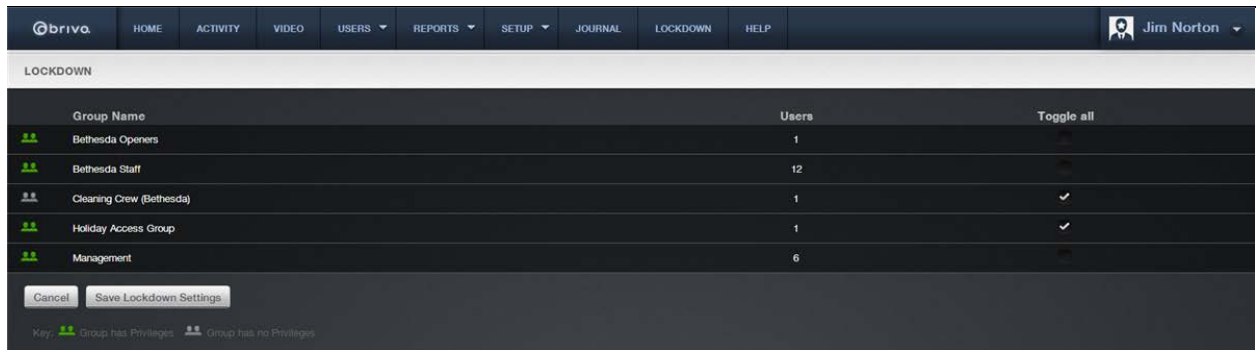 brivo. HOME ACTIVITY VIDEO USERS REPORTS SETUP JOURNAL LOCKDOWN HELP Jim Norton
LOCKDOWN
Group Name Users Toggle all
Bethesda Openers 1
Bethesda Staff 12
Cleaning Crew (Bethesda) 1
Holiday Access Group 1
Management 6
Cancel Save Lockdown Settings
Key: Group has Privileges Group has no Privileges